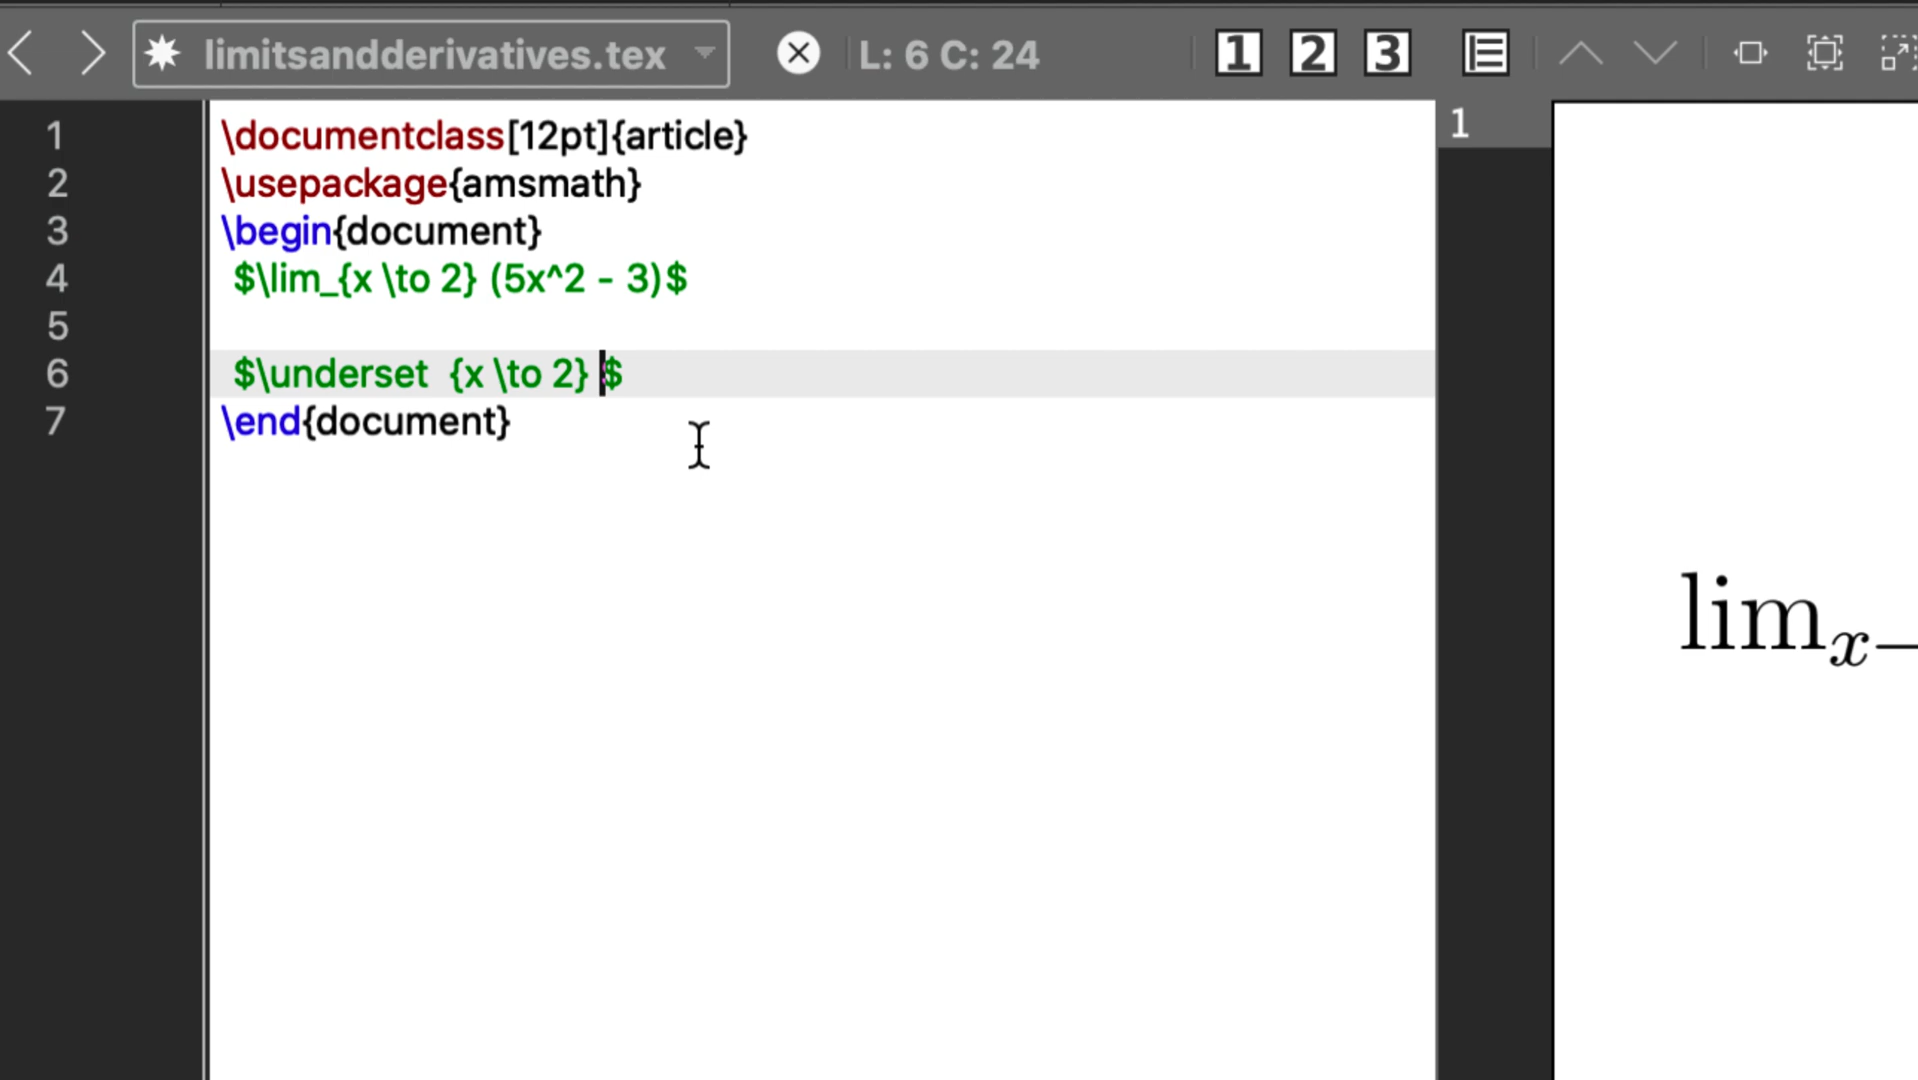 limitsandderivatives.tex L: 6 C: 24 1 2 3
1 \documentclass[12pt]{article}
2 \usepackage{amsmath}
3 \begin{document}
4 $\lim_{x \to 2} (5x^2 - 3)$
5
6 $\underset  {x \to 2} $
7 \end{document}
1
lim x